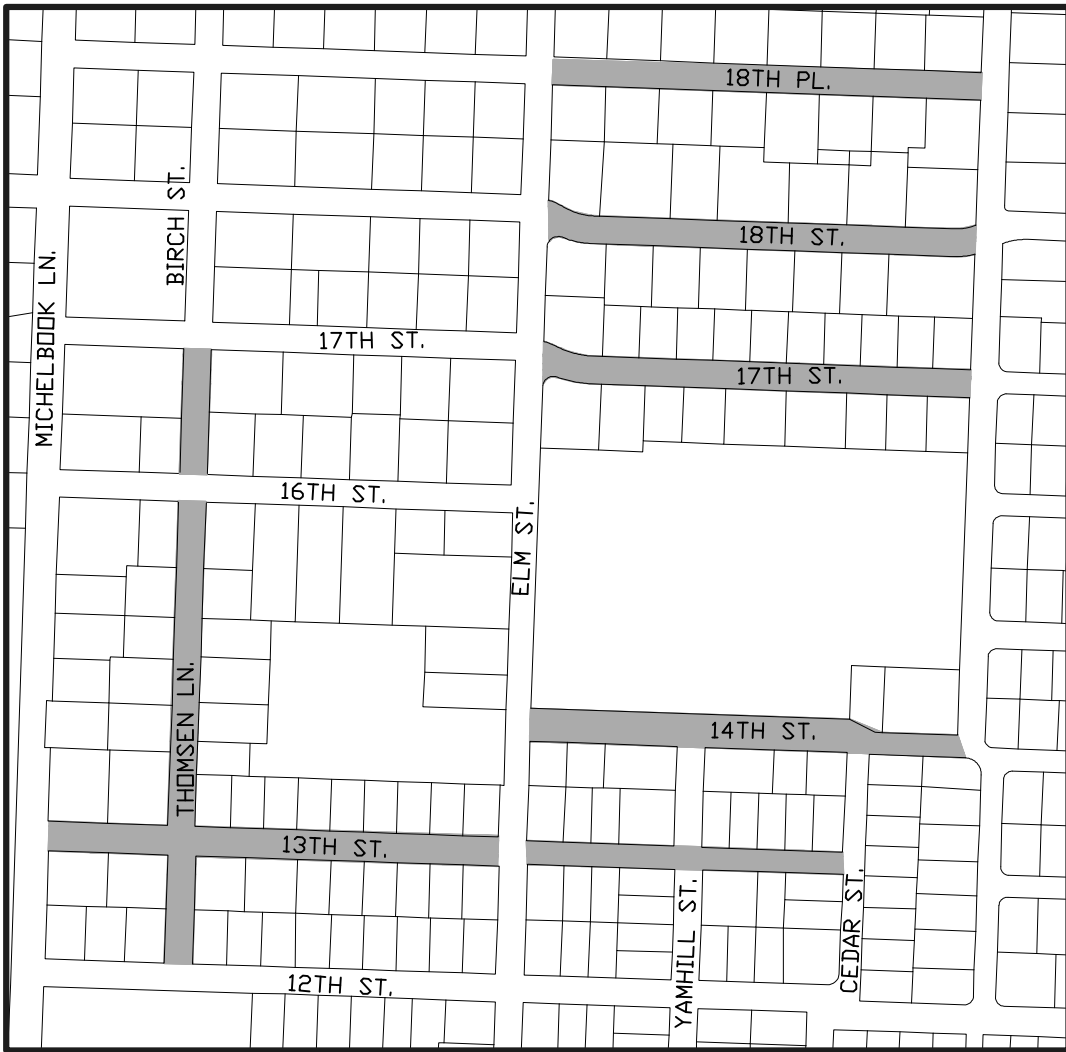 18TH PL.
BIRCH ST.
18TH ST.
MICHELBOOK LN.
17TH ST.
17TH ST.
16TH ST.
ELM ST.
THOMSEN LN.
14TH ST.
13TH ST.
YAMHILL ST.
CEDAR ST.
12TH ST.